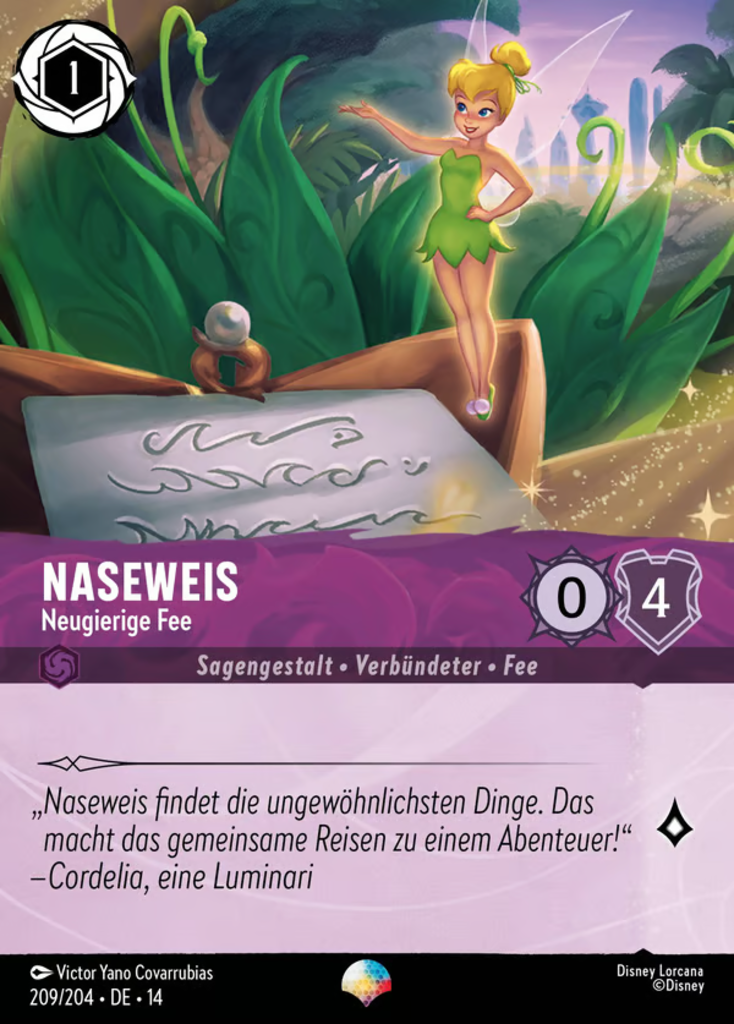 1
NASEWEIS
Neugierige Fee
0
4
Sagengestalt • Verbündeter • Fee
„Naseweis findet die ungewöhnlichsten Dinge. Das
macht das gemeinsame Reisen zu einem Abenteuer!“
–Cordelia, eine Luminari
Victor Yano Covarrubias
209/204 • DE • 14
Disney Lorcana
©Disney